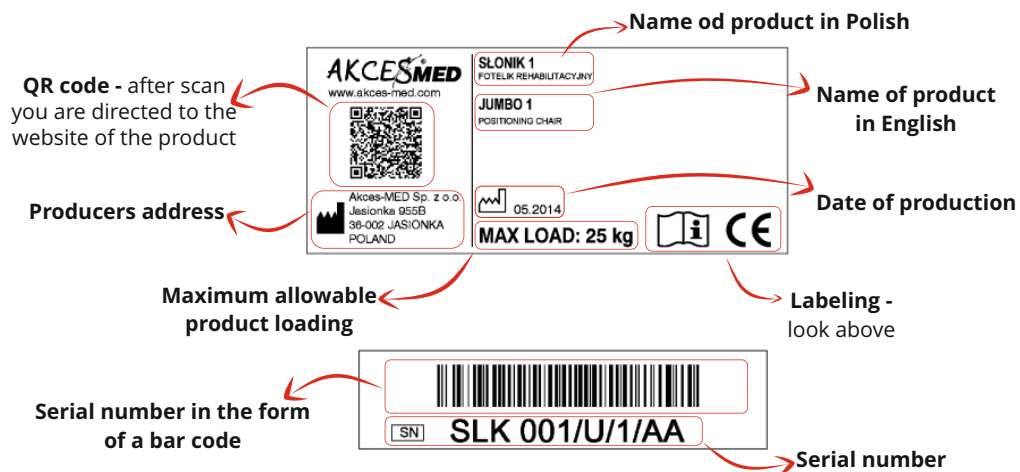 Name od product in Polish
QR code - after scan
you are directed to the
website of the product
AKCESMED
www.akces-med.com
SŁONIK 1
FOTELIK REHABILITACYJNY
JUMBO 1
POSITIONING CHAIR
Name of product
in English
Producers address
Akces-MED Sp. z o.o.
Jasionka 955B
36-002 JASIONKA
POLAND
05.2014
Date of production
MAX LOAD: 25 kg
i CE
Maximum allowable
product loading
Labeling -
look above
Serial number in the form
of a bar code
SN SLK 001/U/1/AA
Serial number